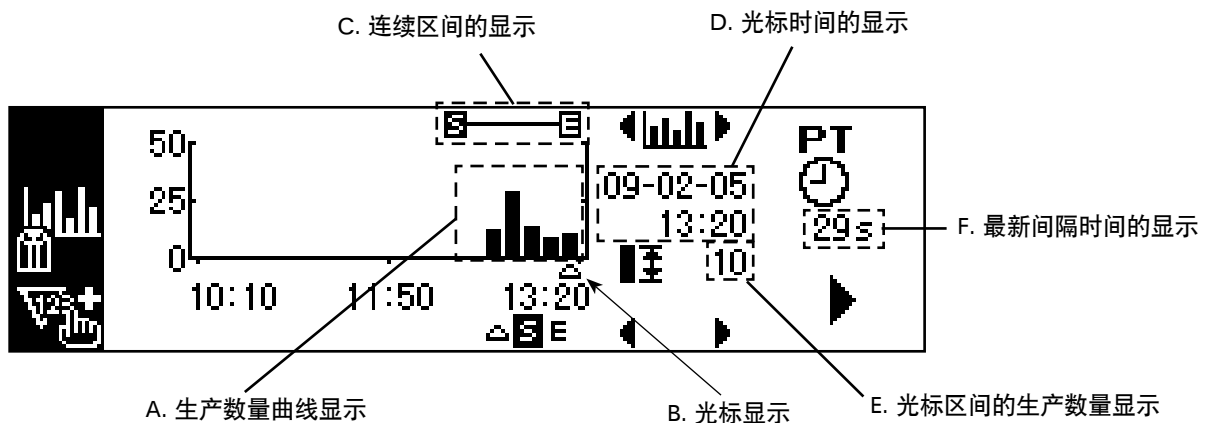 C. 连续区间的显示
D. 光标时间的显示
S E
50
25
0
10:10 11:50 13:20
S E
09-02-05
13:20
10
PT
29s
F. 最新间隔时间的显示
123
A. 生产数量曲线显示
B. 光标显示
E. 光标区间的生产数量显示